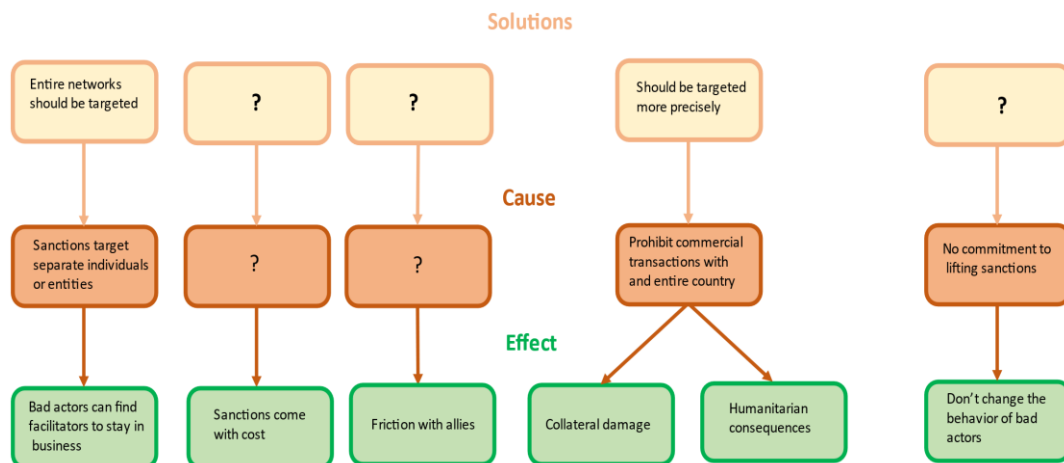 Solutions
Entire networks
should be targeted
?
?
Should be targeted
more precisely
?
Cause
Sanctions target
separate individuals
or entities
?
?
Prohibit commercial
transactions with
and entire country
No commitment to
lifting sanctions
Effect
Bad actors can find
facilitators to stay in
business
Sanctions come
with cost
Friction with allies
Collateral damage
Humanitarian
consequences
Don't change the
behavior of bad
actors